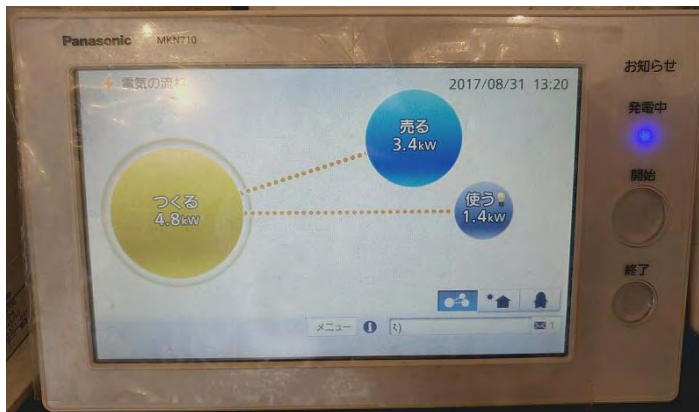 Panasonic MKN710
お知らせ
電気の流れ
2017/08/31 13:20
発電中
売る
3.4kW
開始
つくる
4.8kW
使う
1.4kW
終了
メニュー
1